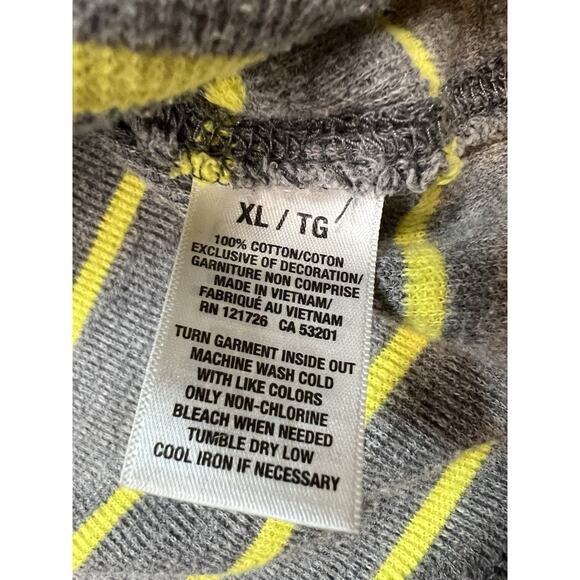 XL / TG
100% COTTON/COTON
EXCLUSIVE OF DECORATION/
GARNITURE NON COMPRISE
MADE IN VIETNAM/
FABRIQUÉ AU VIETNAM
RN 121726 CA 53201
TURN GARMENT INSIDE OUT
MACHINE WASH COLD
WITH LIKE COLORS
ONLY NON-CHLORINE
BLEACH WHEN NEEDED
TUMBLE DRY LOW
COOL IRON IF NECESSARY